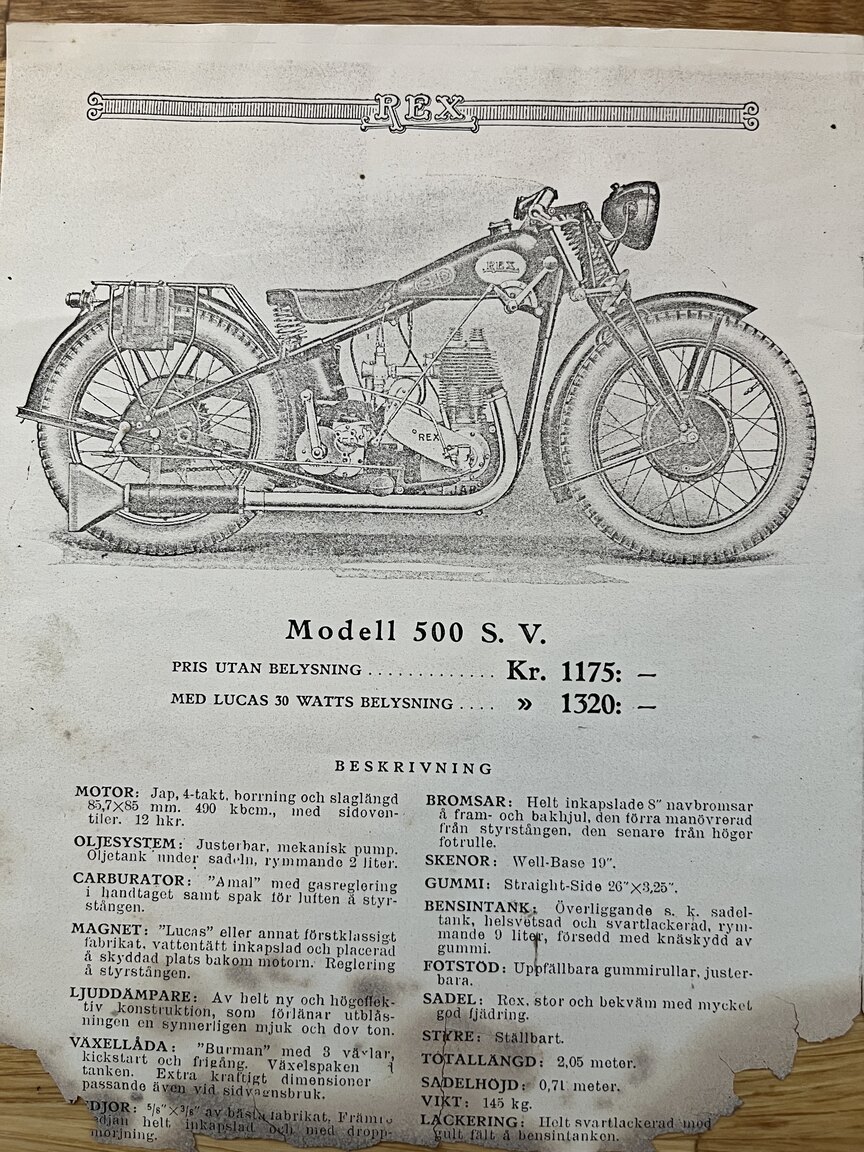 REX
REX
REX
JAP
Modell 500 S. V.
PRIS UTAN BELYSNING ............. Kr. 1175: —
MED LUCAS 30 WATTS BELYSNING .... » 1320: —
BESKRIVNING
MOTOR: Jap, 4-takt, borrning och slaglängd
85,7×85 mm. 490 kbcm., med sidoven-
tiler. 12 hkr.
OLJESYSTEM: Justerbar, mekanisk pump.
Oljetank under sadeln, rymmande 2 liter.
CARBURATOR: "Amal" med gasreglering
i handtaget samt spak för luften å styr-
stången.
MAGNET: "Lucas" eller annat förstklassigt
fabrikat, vattentätt inkapslad och placerad
å skyddad plats bakom motorn. Reglering
å styrstången.
LJUDDÄMPARE: Av helt ny och högeffek-
tiv konstruktion, som förlänar utblås-
ningen en synnerligen mjuk och dov ton.
VÄXELLÅDA: "Burman" med 3 växlar,
kickstart och frigång. Växelspaken i
tanken. Extra kraftigt dimensioner
passande även vid sidvagnsbruk.
EDJOR: 5/8"×3/8" av bästa fabrikat. Främre
edjan helt inkapslad och med dropp-
mörjning.
BROMSAR: Helt inkapslade 8" navbromsar
å fram- och bakhjul, den förra manövrerad
från styrstången, den senare från höger
fotrulle.
SKENOR: Well-Base 19".
GUMMI: Straight-Side 26"×3,25".
BENSINTANK: Överliggande s. k. sadel-
tank, helsvetsad och svartlackerad, rym-
mande 9 liter, försedd med knäskydd av
gummi.
FOTSTÖD: Uppfällbara gummirullar, juster-
bara.
SADEL: Rex, stor och bekväm med mycket
god fjädring.
STYRE: Ställbart.
TOTALLÄNGD: 2,05 meter.
SADELHÖJD: 0,71 meter.
VIKT: 145 kg.
LACKERING: Helt svartlackerad med
gult fält å bensintanken.